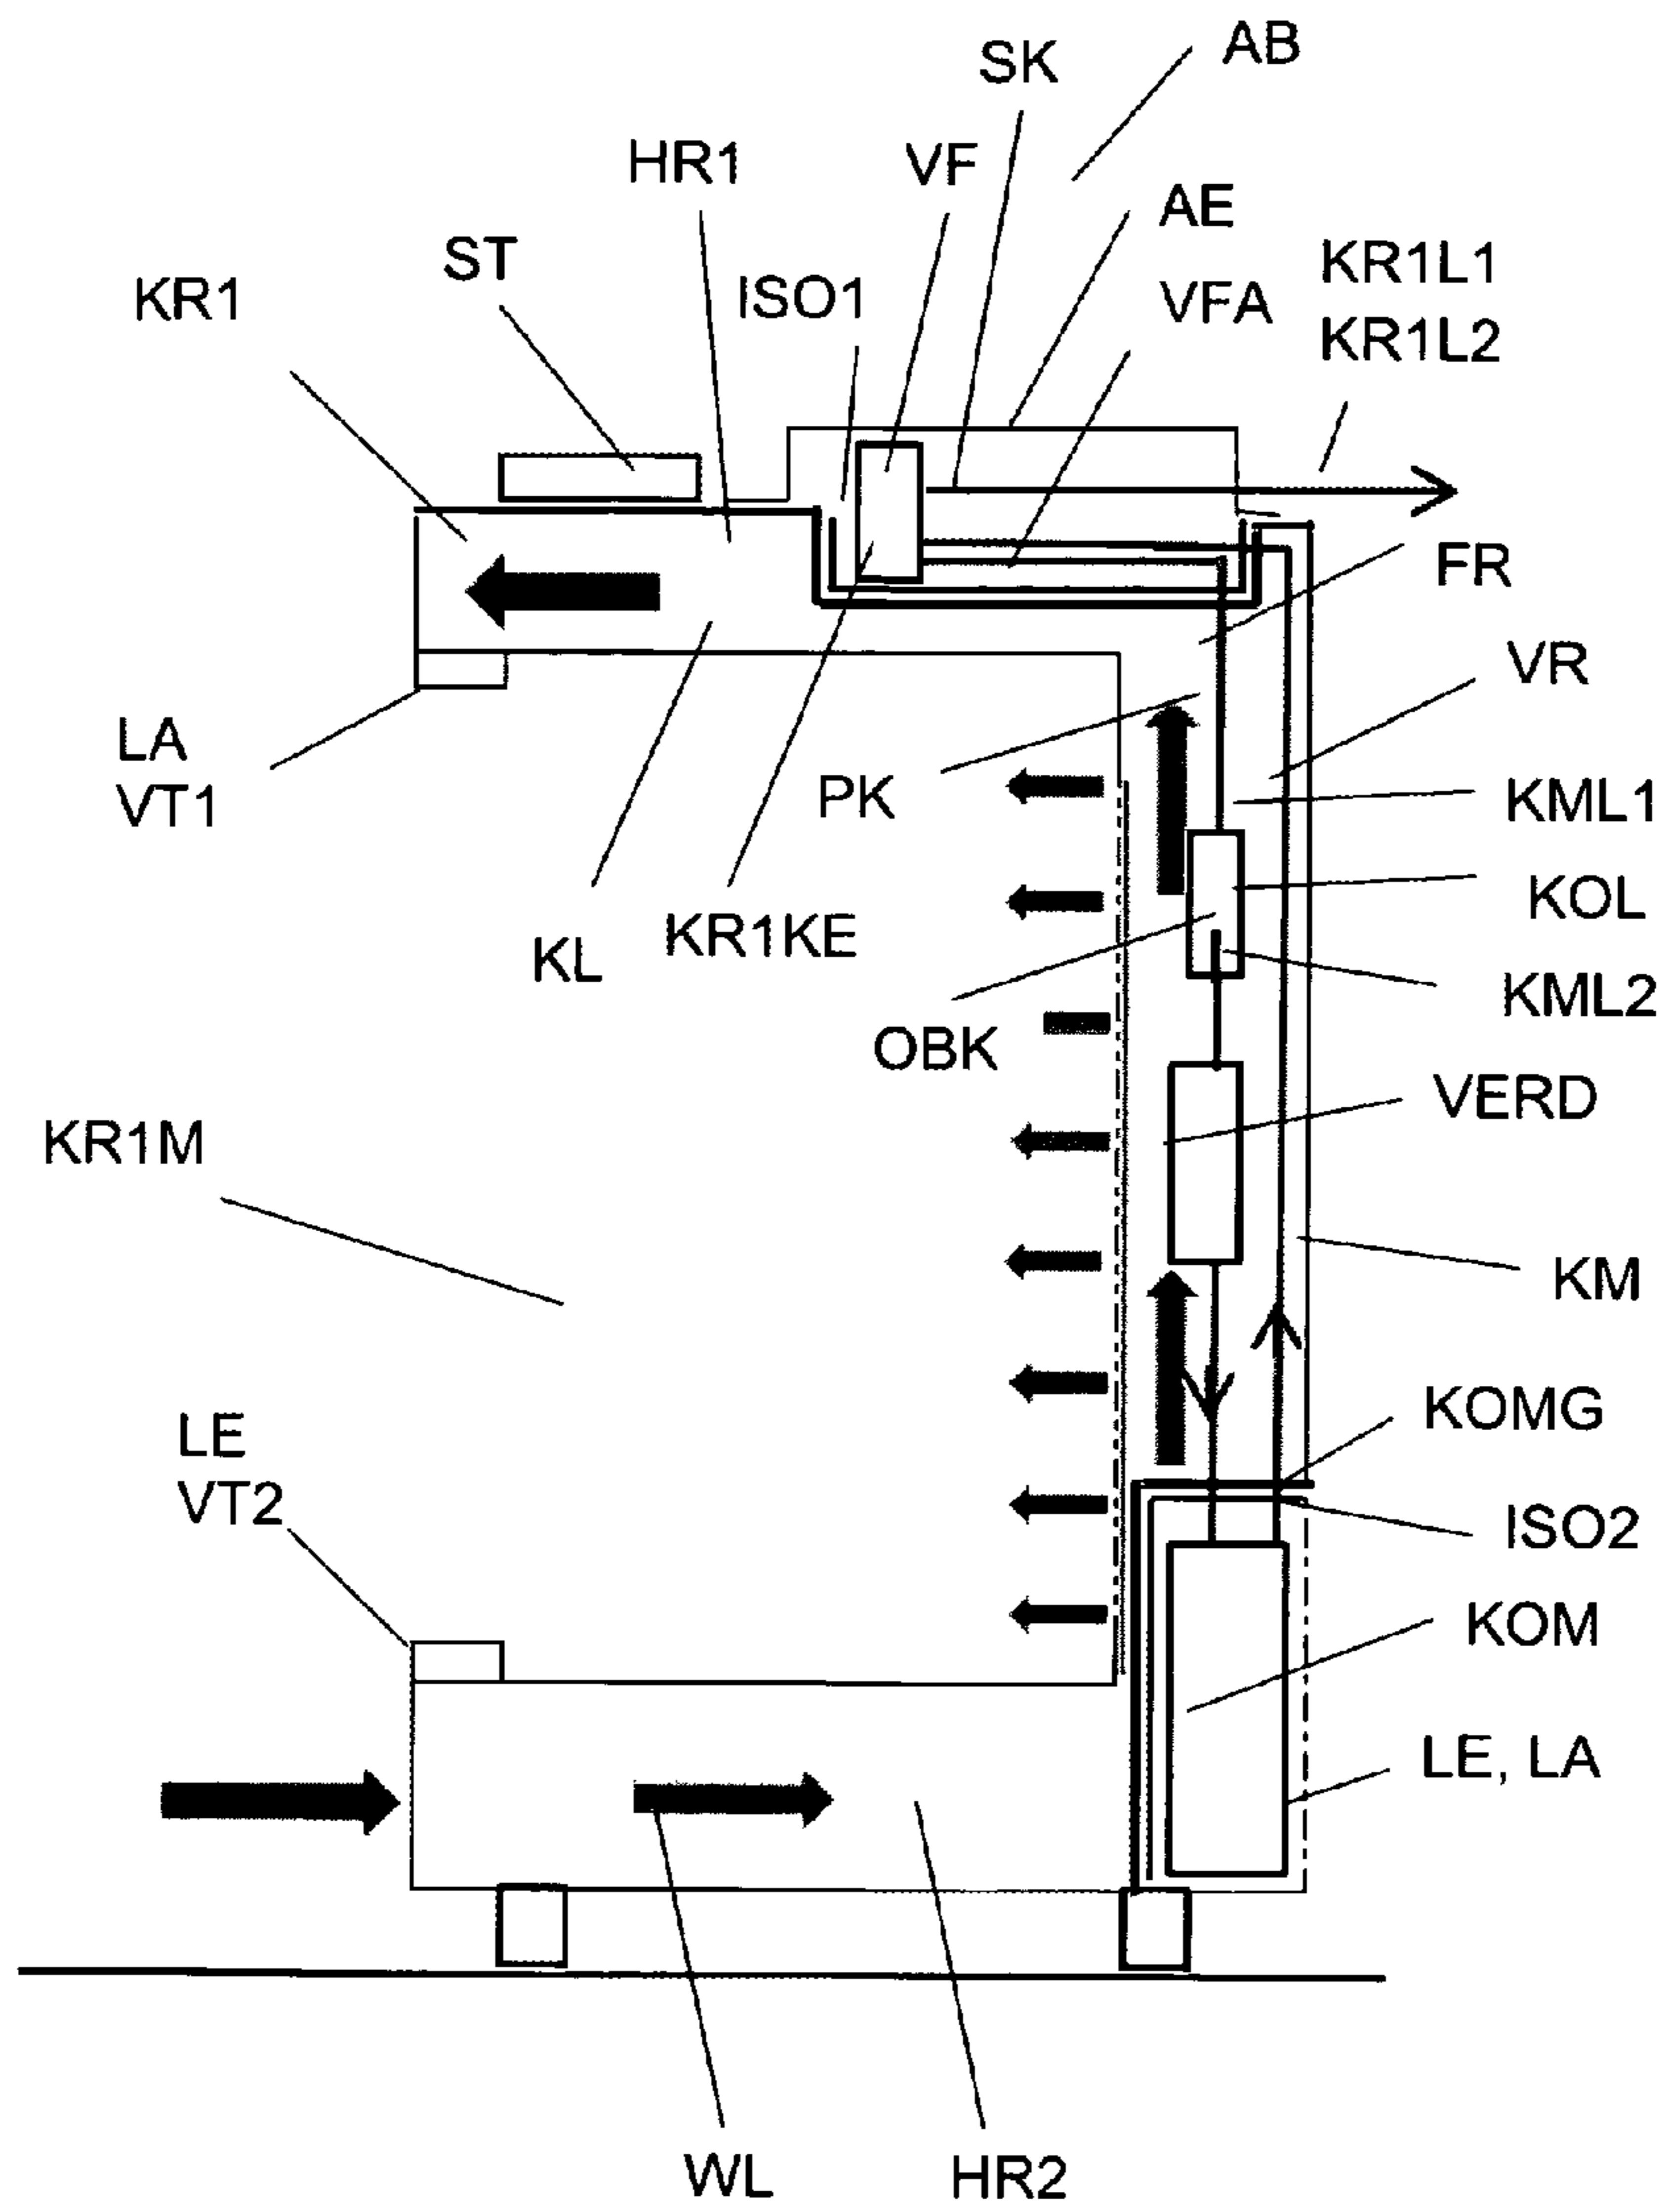 AB
SK
HR1
VF
AE
ST
KR1
ISO1
VFA
KR1L1
KR1L2
FR
VR
LA
VT1
PK
KML1
KOL
KL
KR1KE
KML2
OBK
VERD
KR1M
KM
KOMG
LE
VT2
ISO2
KOM
LE, LA
WL
HR2